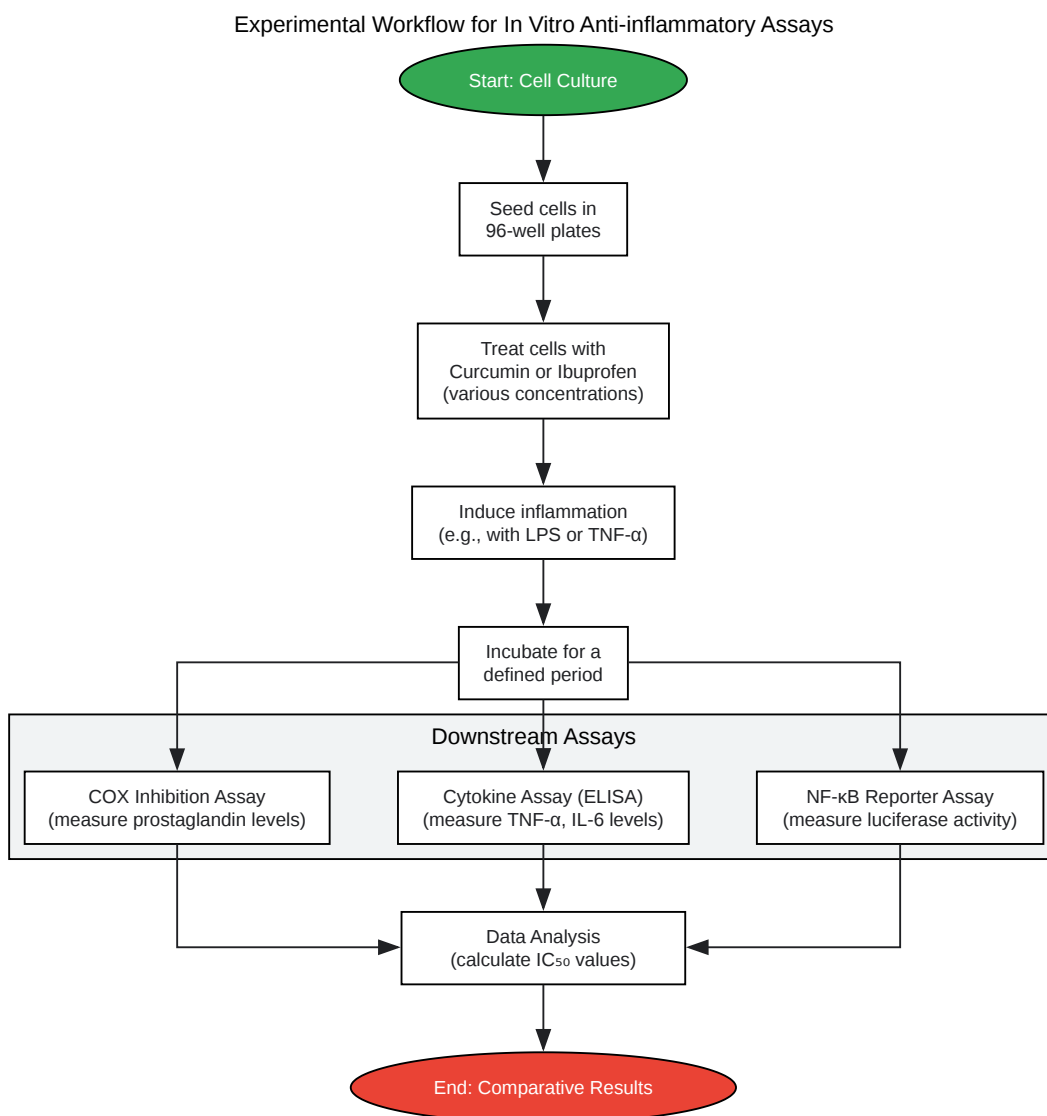 Experimental Workflow for In Vitro Anti-inflammatory Assays
Start: Cell Culture
Seed cells in
96-well plates
Treat cells with
Curcumin or Ibuprofen
(various concentrations)
Induce inflammation
(e.g., with LPS or TNF-α)
Incubate for a
defined period
Downstream Assays
COX Inhibition Assay
(measure prostaglandin levels)
Cytokine Assay (ELISA)
(measure TNF-α, IL-6 levels)
NF-κB Reporter Assay
(measure luciferase activity)
Data Analysis
(calculate IC₅₀ values)
End: Comparative Results